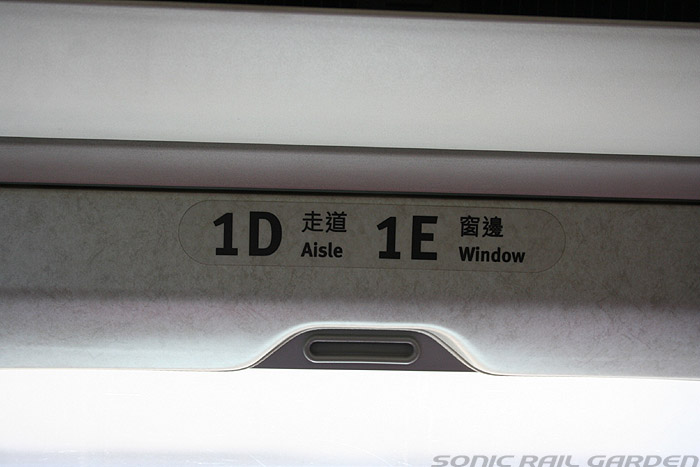 1D 走道 Aisle 1E 窗邊 Window
SONIC RAIL GARDEN